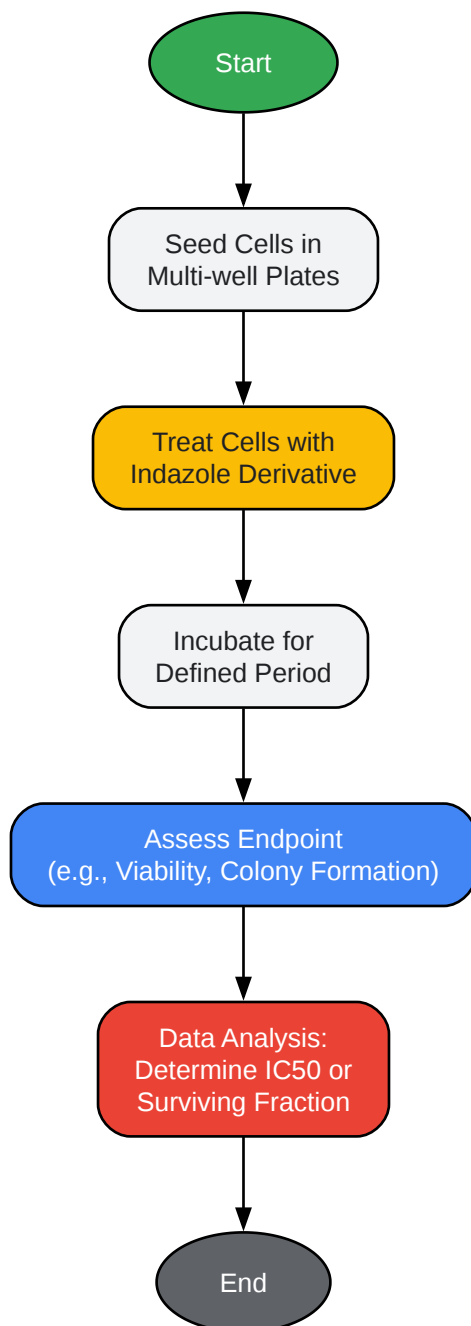 Start
Seed Cells in
Multi-well Plates
Treat Cells with
Indazole Derivative
Incubate for
Defined Period
Assess Endpoint
(e.g., Viability, Colony Formation)
Data Analysis:
Determine IC50 or
Surviving Fraction
End